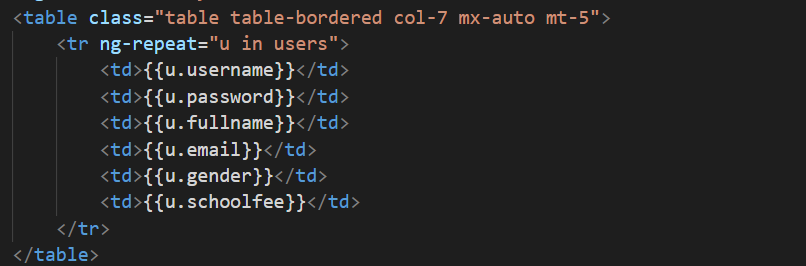 <table class="table table-bordered col-7 mx-auto mt-5">
<tr ng-repeat="u in users">
<td>{{u.username}}</td>
<td>{{u.password}}</td>
<td>{{u.fullname}}</td>
<td>{{u.email}}</td>
<td>{{u.gender}}</td>
<td>{{u.schoolfee}}</td>
</tr>
</table>